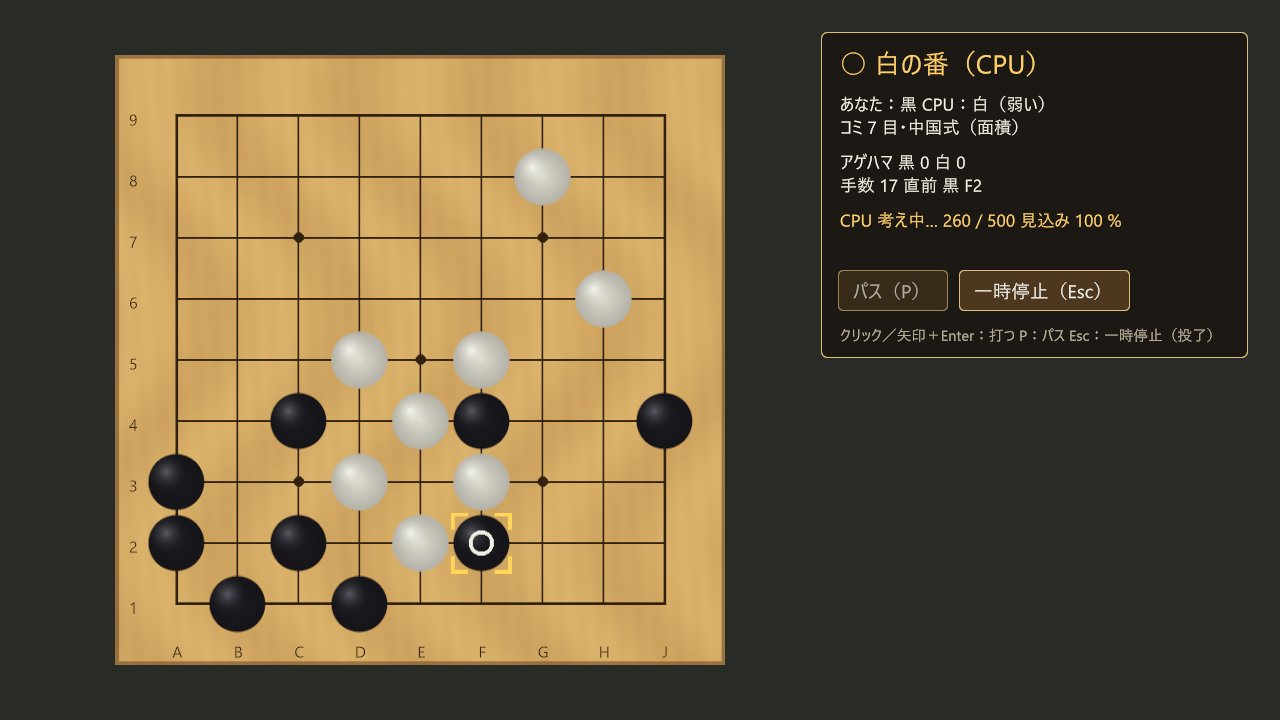 ○ 白の番（CPU）
あなた：黒 CPU：白（弱い）
コミ 7 目・中国式（面積）
アゲハマ 黒 0 白 0
手数 17 直前 黒 F2
CPU 考え中... 260 / 500 見込み 100 %
パス（P） 一時停止（Esc）
クリック／矢印＋Enter：打つ P：パス Esc：一時停止（投了）
9
8
7
6
5
4
3
2
1
A B C D E F G H J